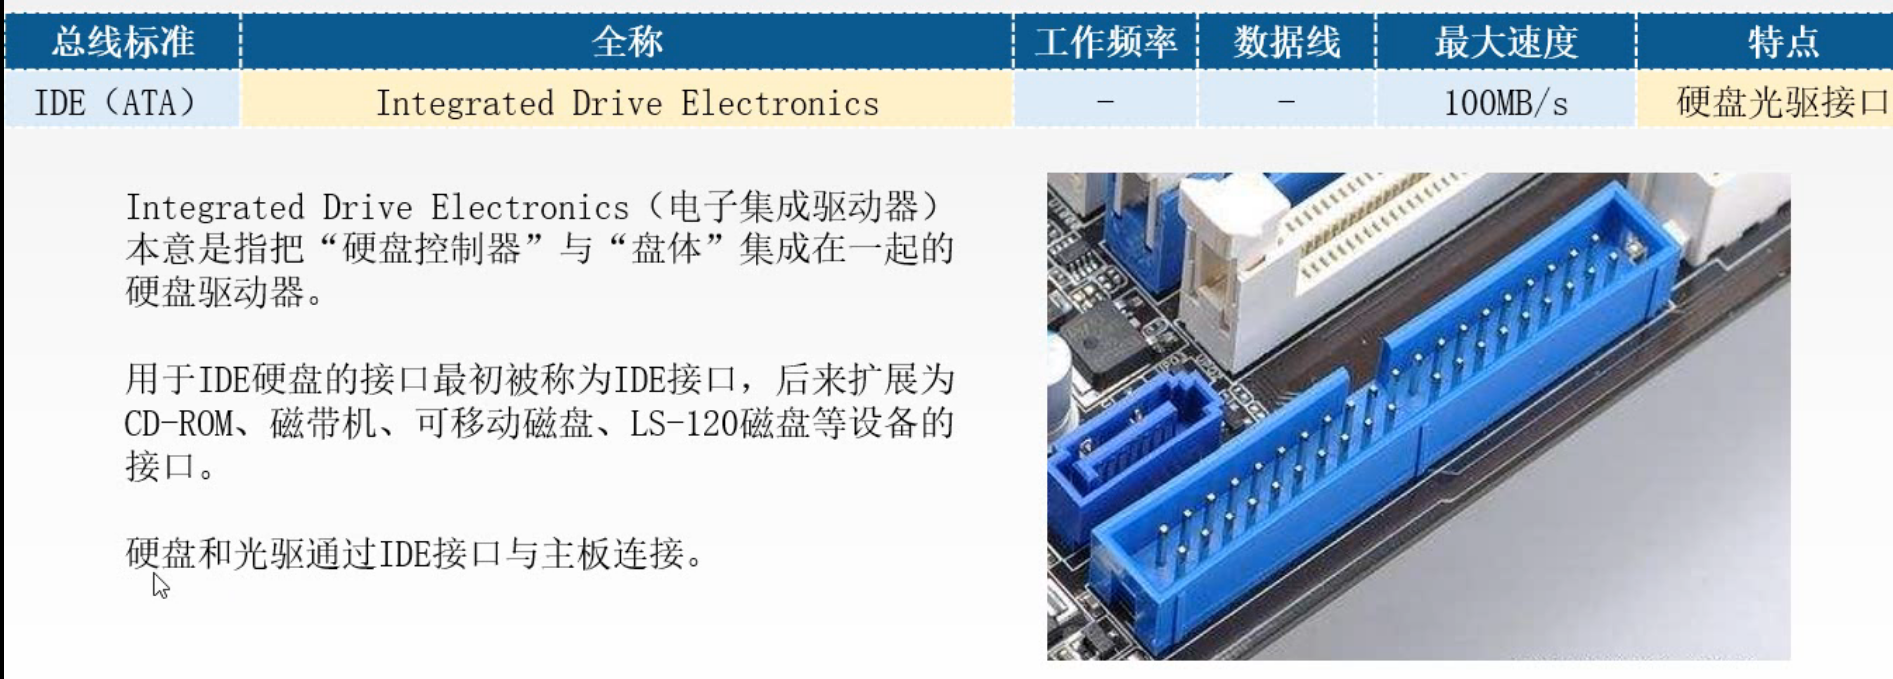 总线标准 全称 工作频率 数据线 最大速度 特点
IDE（ATA） Integrated Drive Electronics － － 100MB/s 硬盘光驱接口
Integrated Drive Electronics（电子集成驱动器）
本意是指把“硬盘控制器”与“盘体”集成在一起的
硬盘驱动器。
用于IDE硬盘的接口最初被称为IDE接口，后来扩展为
CD-ROM、磁带机、可移动磁盘、LS-120磁盘等设备的
接口。
硬盘和光驱通过IDE接口与主板连接。